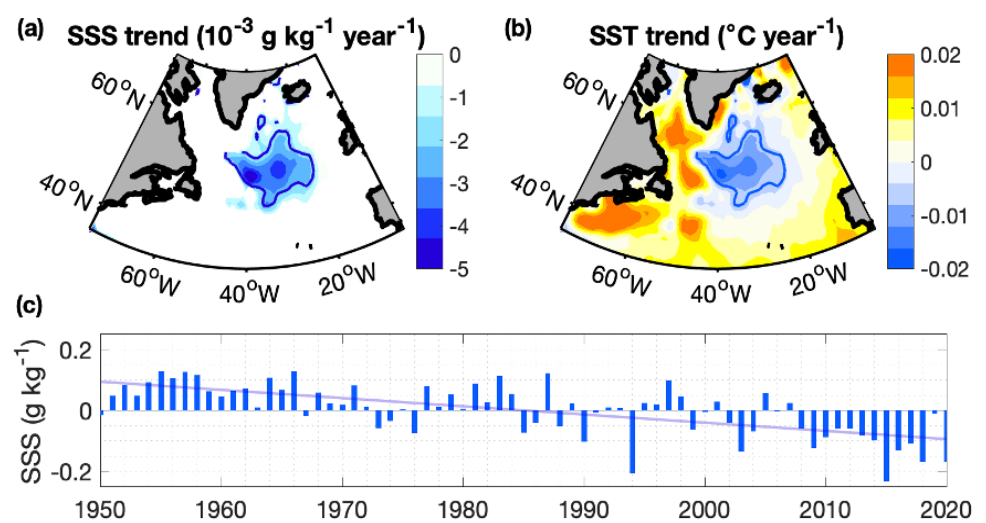 (a) SSS trend (10⁻³ g kg⁻¹ year⁻¹)
60°N
40°N
60°W
40°W
20°W
0
-1
-2
-3
-4
-5
(b) SST trend (°C year⁻¹)
60°N
40°N
60°W
40°W
20°W
0.02
0.01
0
-0.01
-0.02
(c)
SSS (g kg⁻¹)
0.2
0
-0.2
1950 1960 1970 1980 1990 2000 2010 2020